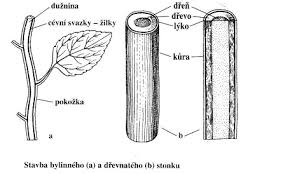 dužnina
cévní svazky – žilky
pokožka
a
dřeň
dřevo
lýko
kůra
b
Stavba bylinného (a) a dřevnatého (b) stonku